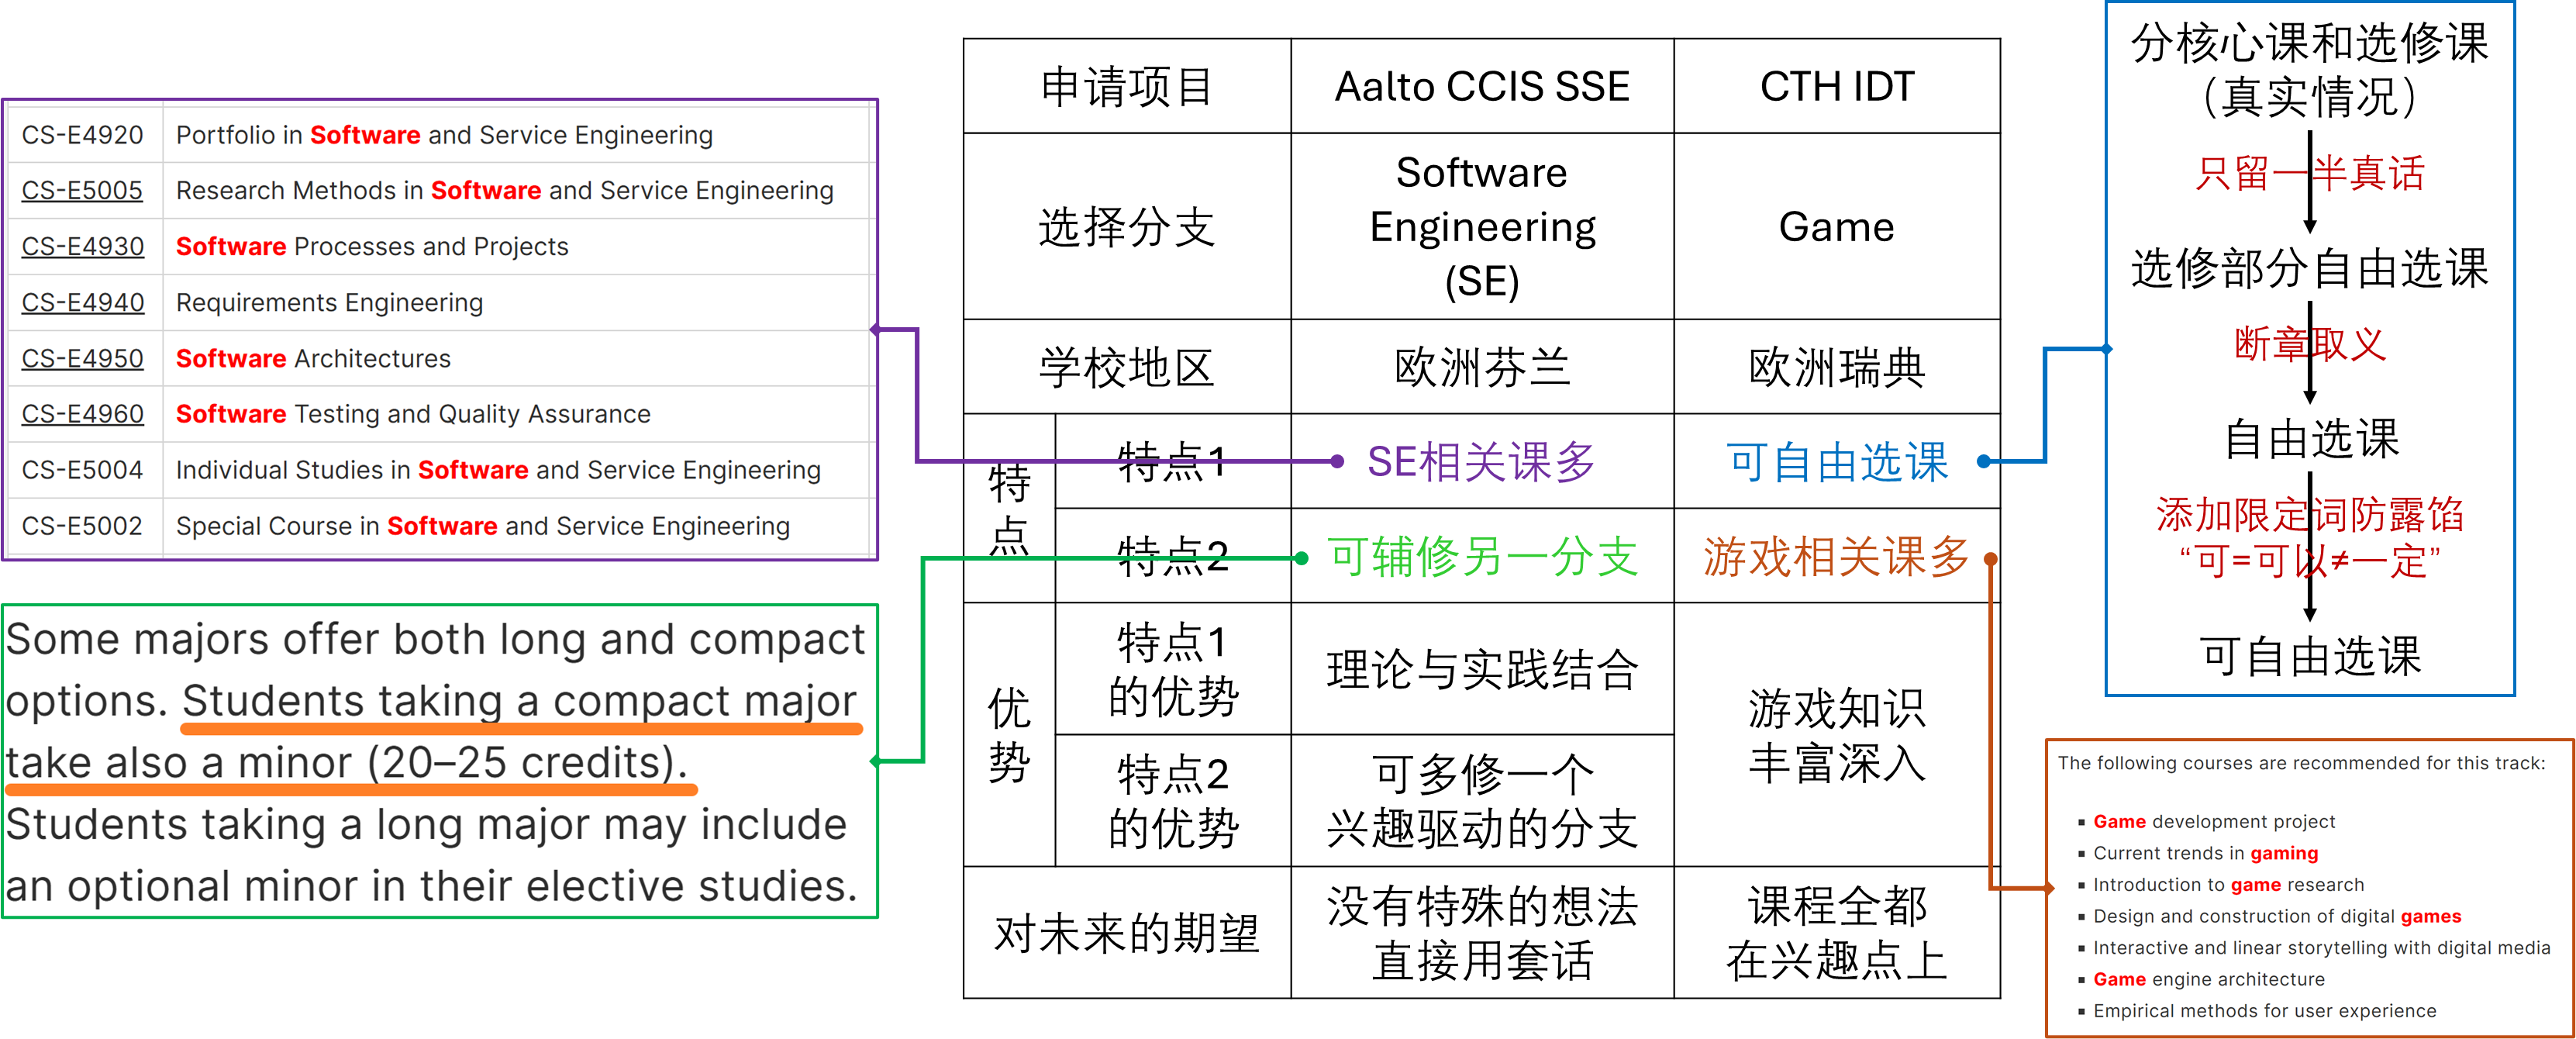 CS-E4920 Portfolio in Software and Service Engineering
CS-E5005 Research Methods in Software and Service Engineering
CS-E4930 Software Processes and Projects
CS-E4940 Requirements Engineering
CS-E4950 Software Architectures
CS-E4960 Software Testing and Quality Assurance
CS-E5004 Individual Studies in Software and Service Engineering
CS-E5002 Special Course in Software and Service Engineering
Some majors offer both long and compact
options. Students taking a compact major
take also a minor (20–25 credits).
Students taking a long major may include
an optional minor in their elective studies.
申请项目 Aalto CCIS SSE CTH IDT
选择分支
Software
Engineering
(SE)
Game
学校地区 欧洲芬兰 欧洲瑞典
特
点
特点1 SE相关课多 可自由选课
特点2 可辅修另一分支 游戏相关课多
优
势
特点1
的优势
理论与实践结合
特点2
的优势
可多修一个
兴趣驱动的分支
游戏知识
丰富深入
对未来的期望
没有特殊的想法
直接用套话
课程全都
在兴趣点上
分核心课和选修课
（真实情况）
只留一半真话
选修部分自由选课
断章取义
自由选课
添加限定词防露馅
“可=可以≠一定”
可自由选课
The following courses are recommended for this track:
▪ Game development project
▪ Current trends in gaming
▪ Introduction to game research
▪ Design and construction of digital games
▪ Interactive and linear storytelling with digital media
▪ Game engine architecture
▪ Empirical methods for user experience